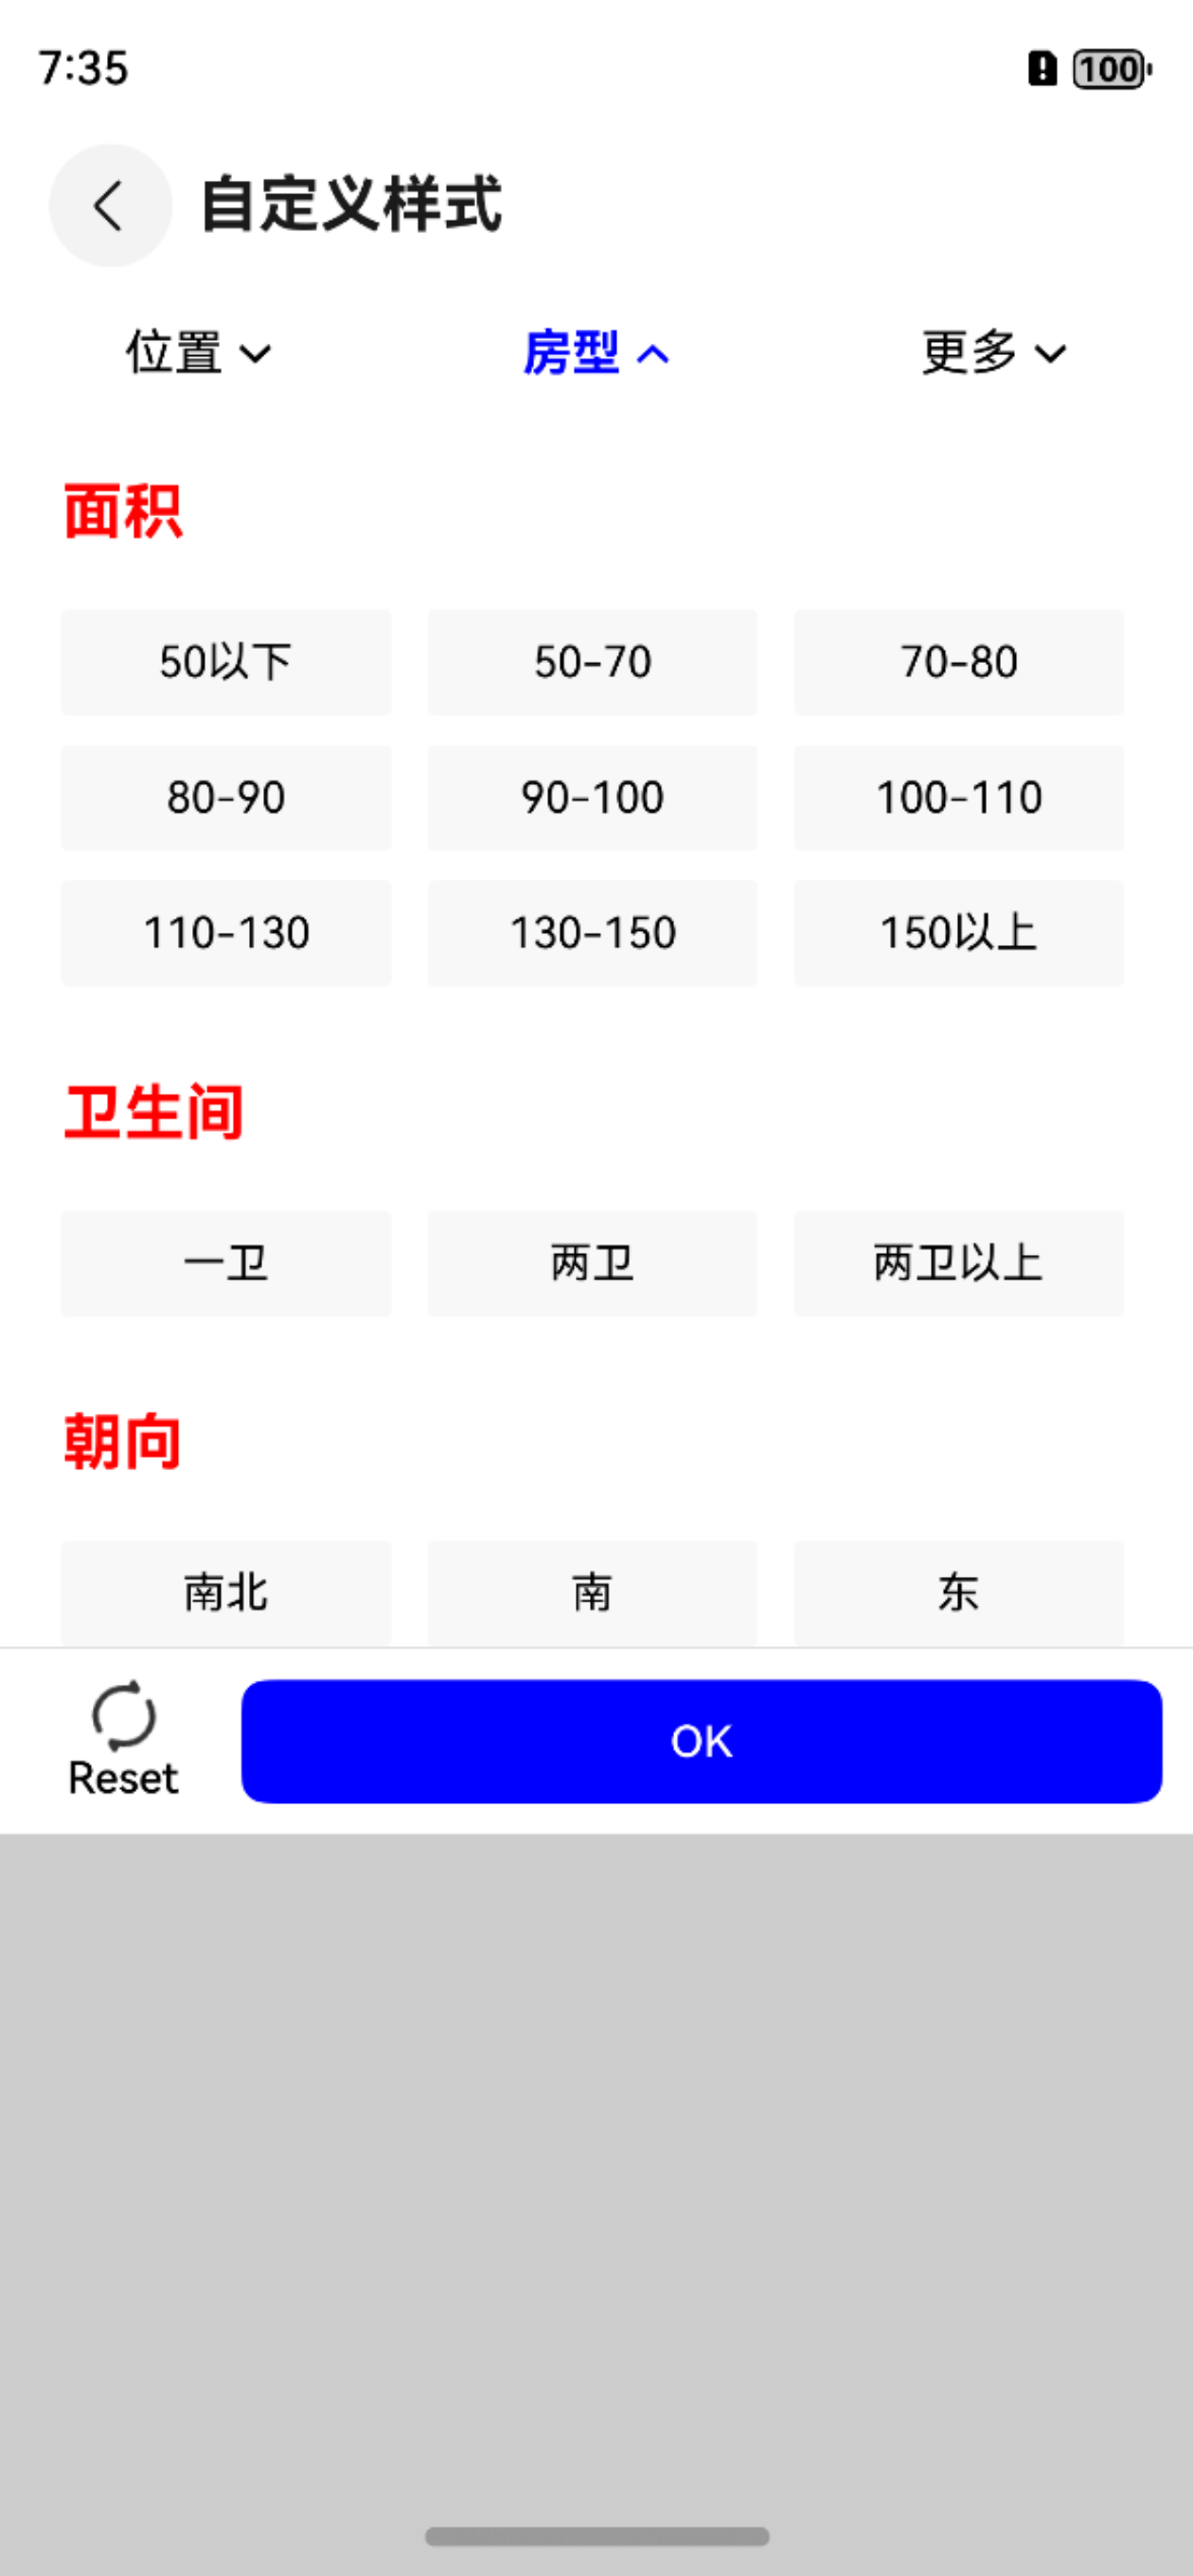 7:35
100
自定义样式
位置
房型
更多
面积
50以下
50-70
70-80
80-90
90-100
100-110
110-130
130-150
150以上
卫生间
一卫
两卫
两卫以上
朝向
南北
南
东
Reset
OK